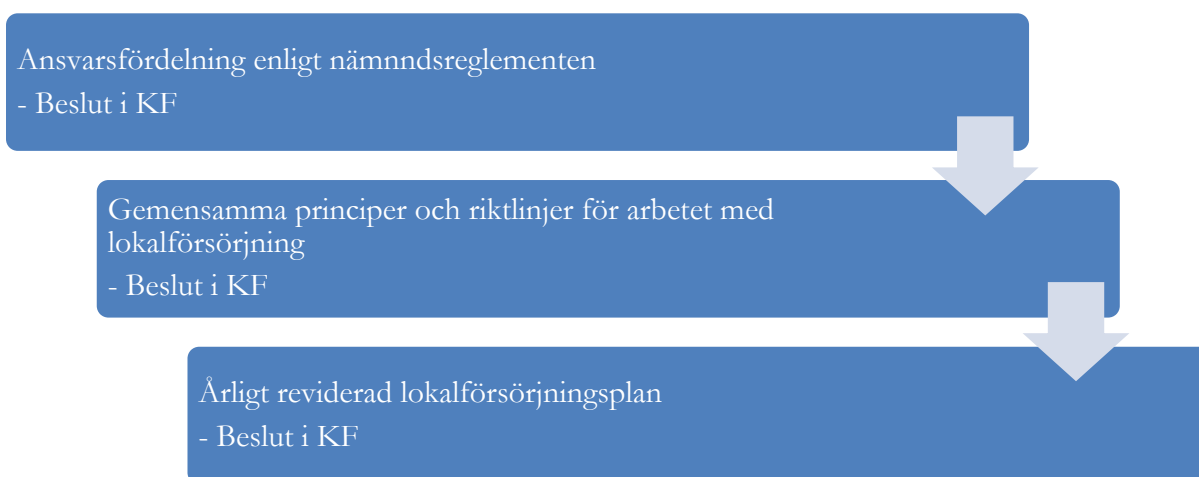 Ansvarsfördelning enligt nämnndsreglementen
- Beslut i KF
Gemensamma principer och riktlinjer för arbetet med
lokalförsörjning
- Beslut i KF
Årligt reviderad lokalförsörjningsplan
- Beslut i KF